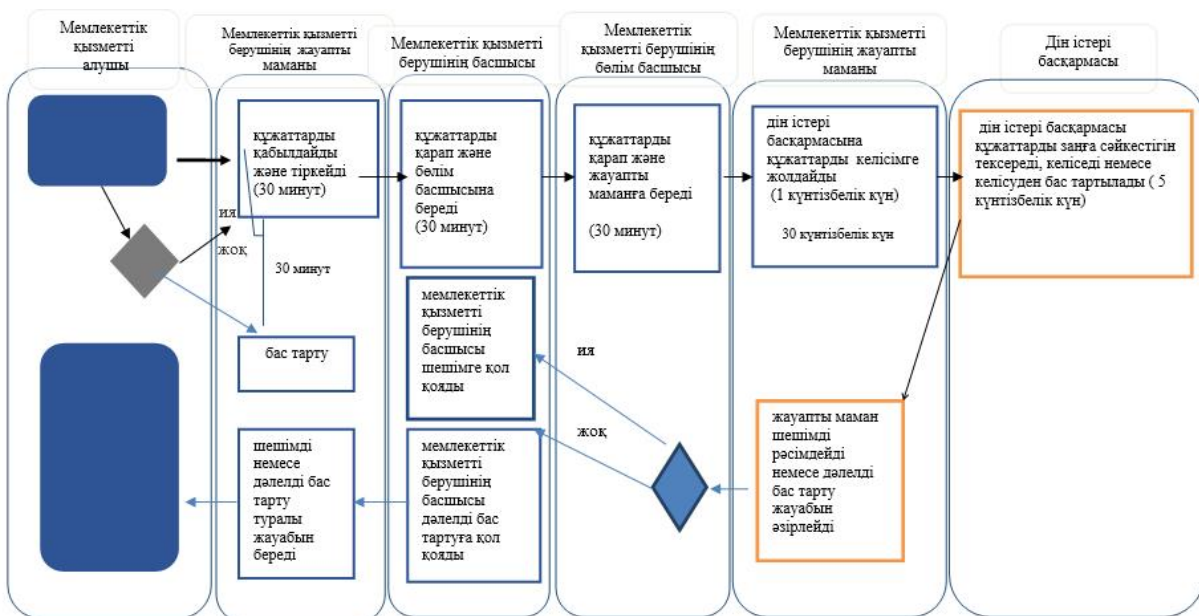 Мемлекеттік
қызметті
алушы
Мемлекеттік қызметті
берушінің жауапты
маманы
Мемлекеттік қызметті
берушінің басшысы
Мемлекеттік
қызметті берушінің
бөлім басшысы
Мемлекеттік қызметті
берушінің жауапты
маманы
Дін істері
басқармасы
құжаттарды
қабылдайды
және тіркейді
(30 минут)
құжаттарды
қарап және
бөлім
басшысына
береді
(30 минут)
құжаттарды
қарап және
жауапты
маманға береді
(30 минут)
дін істері
басқармасына
құжаттарды келісімге
жолдайды
(1 күнтізбелік күн)
30 күнтізбелік күн
дін істері басқармасы
құжаттарды заңға сәйкестігін
тексереді, келіседі немесе
келісуден бас тартылады ( 5
күнтізбелік күн)
ия
жоқ
30 минут
бас тарту
мемлекеттік
қызметті
берушінің
басшысы
шешімге қол
қояды
ия
жоқ
шешімді
немесе
дәлелді бас
тарту
туралы
жауабын
береді
мемлекеттік
қызметті
берушінің
басшысы
дәлелді бас
тартуға қол
қояды
жауапты маман
шешімді
рәсімдейді
немесе дәлелді
бас тарту
жауабын
әзірлейді